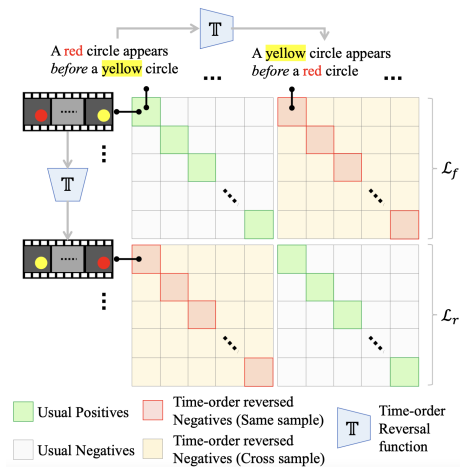 𝕋
A red circle appears
before a yellow circle
A yellow circle appears
before a red circle
...
...
𝕋
ℒf
ℒr
Usual Positives
Usual Negatives
Time-order reversed
Negatives (Same sample)
Time-order reversed
Negatives (Cross sample)
𝕋
Time-order
Reversal
function